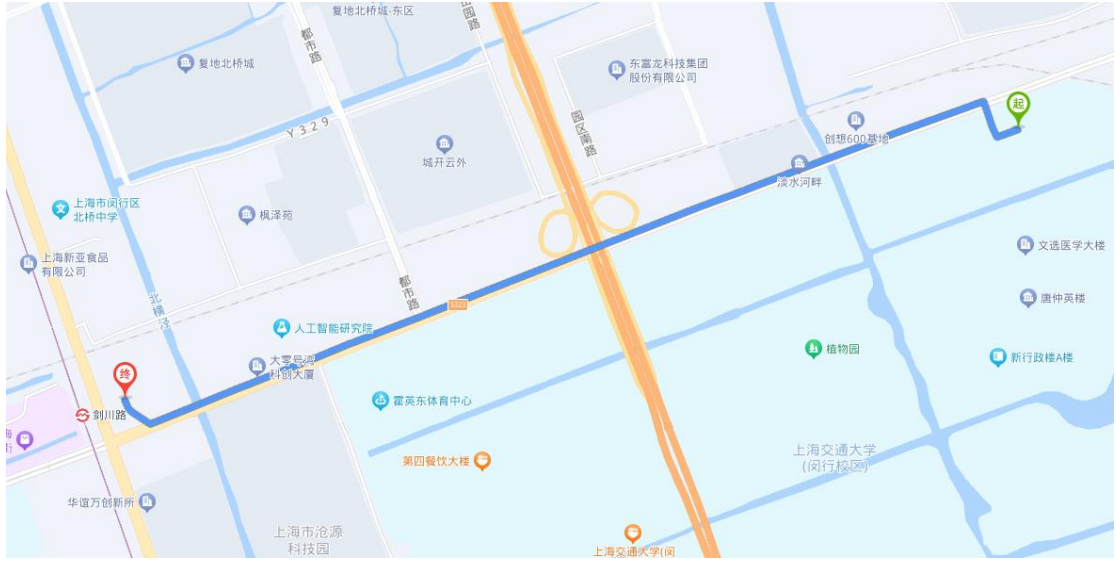 复地北桥城·东区
都市路
复地北桥城
东富龙科技集团
股份有限公司
起
Y329
园区南路
创想600基地
城开云外
淡水河畔
上海市闵行区
北桥中学
枫泽苑
上海新亚食品
有限公司
文选医学大楼
北横泾
都市路
S323
唐仲英楼
人工智能研究院
植物园
新行政楼A楼
大零号湾
科创大厦
终
剑川路
霍英东体育中心
第四餐饮大楼
上海交通大学
(闵行校区)
华谊万创新所
上海市沧源
科技园
上海交通大学(闵